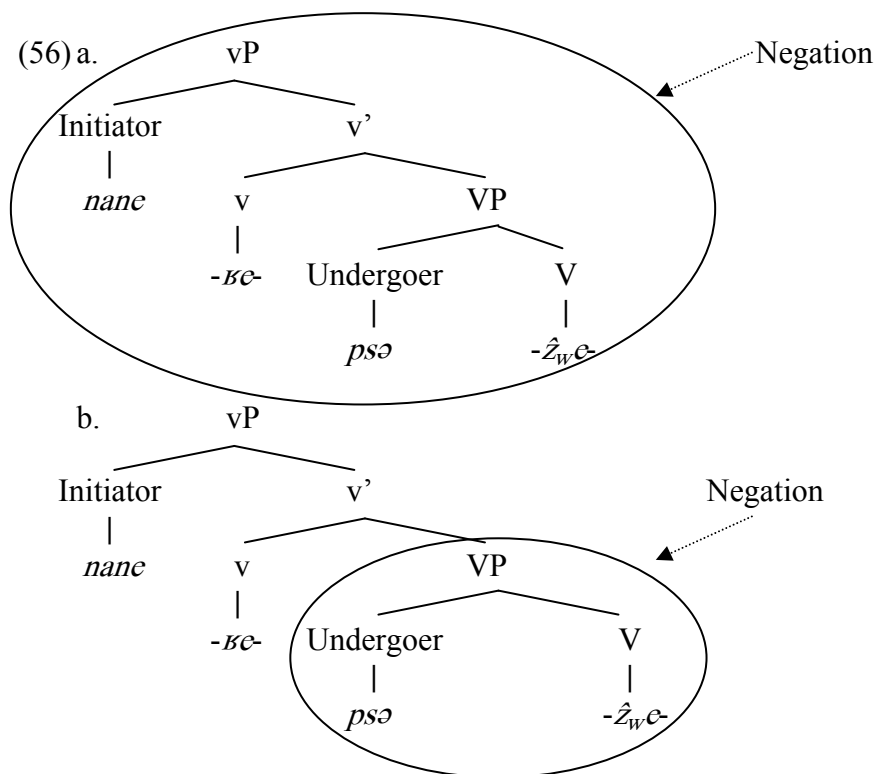 (56) a. vP Negation
Initiator v’
|
nane v VP
| 
-ʁe- Undergoer V
| |
psə -ẑwe-
b. vP
Initiator v’ Negation
|
nane v VP
|
-ʁe- Undergoer V
| |
psə -ẑwe-